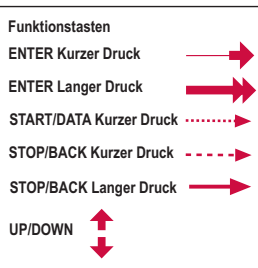 Funktionstasten
ENTER Kurzer Druck
ENTER Langer Druck
START/DATA Kurzer Druck
STOP/BACK Kurzer Druck
STOP/BACK Langer Druck
UP/DOWN